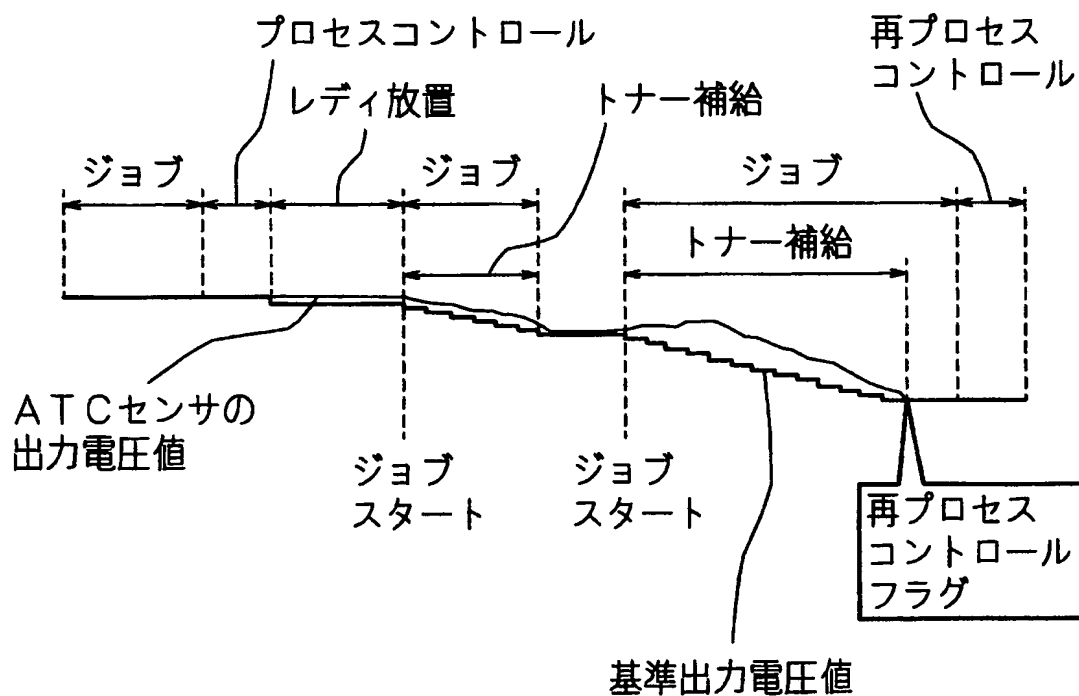 プロセスコントロール
再プロセス
コントロール
レディ放置
トナー補給
ジョブ
ジョブ
ジョブ
トナー補給
ATCセンサの
出力電圧値
ジョブ
スタート
ジョブ
スタート
再プロセス
コントロール
フラグ
基準出力電圧値